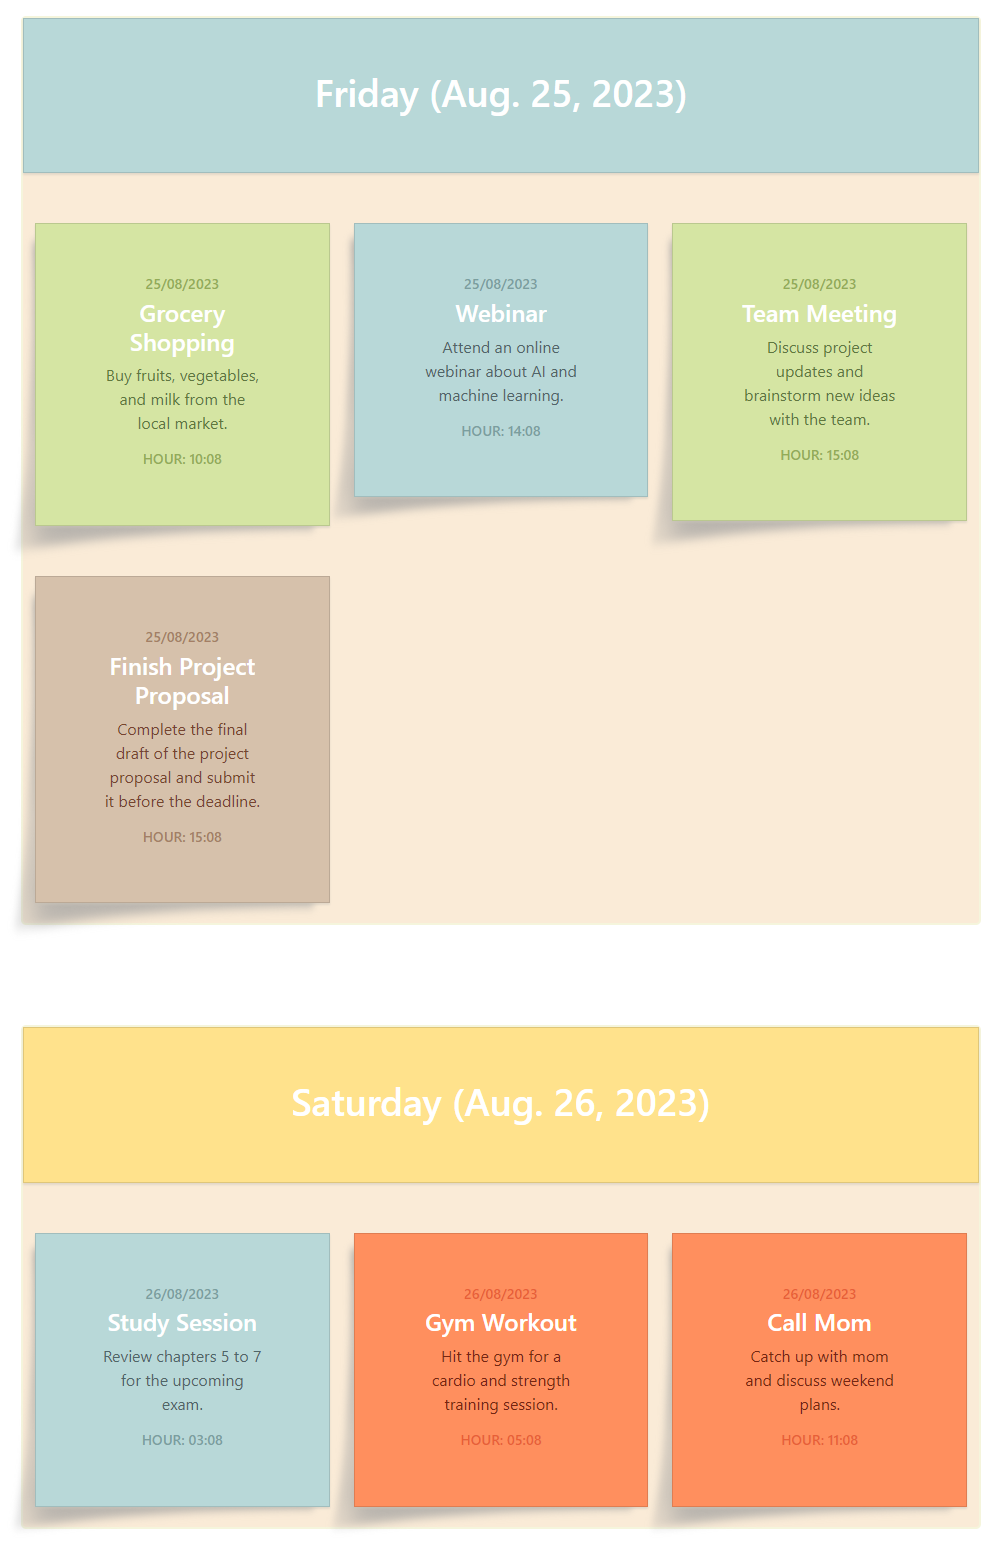 Friday (Aug. 25, 2023)
25/08/2023
Grocery
Shopping
Buy fruits, vegetables,
and milk from the
local market.
HOUR: 10:08
25/08/2023
Webinar
Attend an online
webinar about AI and
machine learning.
HOUR: 14:08
25/08/2023
Team Meeting
Discuss project
updates and
brainstorm new ideas
with the team.
HOUR: 15:08
25/08/2023
Finish Project
Proposal
Complete the final
draft of the project
proposal and submit
it before the deadline.
HOUR: 15:08
Saturday (Aug. 26, 2023)
26/08/2023
Study Session
Review chapters 5 to 7
for the upcoming
exam.
HOUR: 03:08
26/08/2023
Gym Workout
Hit the gym for a
cardio and strength
training session.
HOUR: 05:08
26/08/2023
Call Mom
Catch up with mom
and discuss weekend
plans.
HOUR: 11:08